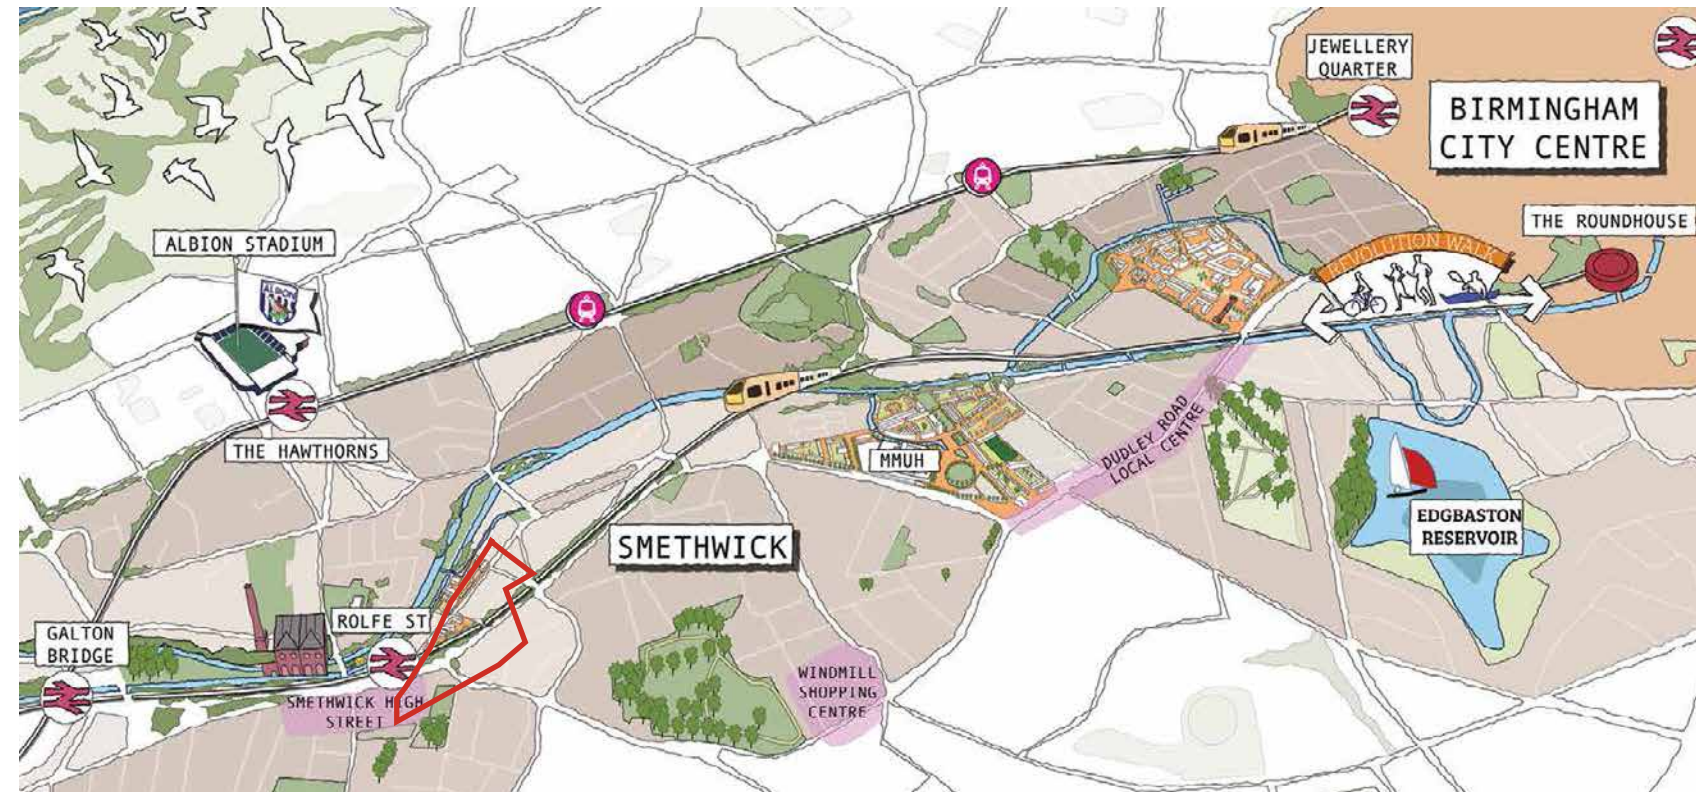 JEWELLERY
QUARTER
BIRMINGHAM
CITY CENTRE
THE ROUNDHOUSE
REVOLUTION WALK
ALBION STADIUM
ALBION
THE HAWTHORNS
DUDLEY ROAD
LOCAL CENTRE
MMUH
EDGBASTON
RESERVOIR
SMETHWICK
ROLFE ST
GALTON
BRIDGE
WINDMILL
SHOPPING
CENTRE
SMETHWICK HIGH
STREET